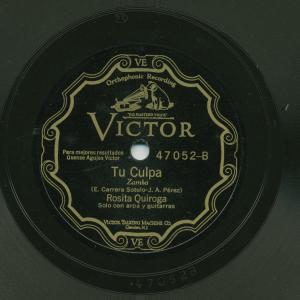 VE
Orthophonic Recording
"HIS MASTER'S VOICE"
VICTOR
Para mejores resultados
Usense Agujas Victor
47052-B
Tu Culpa
Zamba
(E. Carrera Sotelo-J. A. Pérez)
Rosita Quiroga
Solo con arpa y guitarras
VICTOR TALKING MACHINE CO.
Camden, N.J.
VE
47052-B